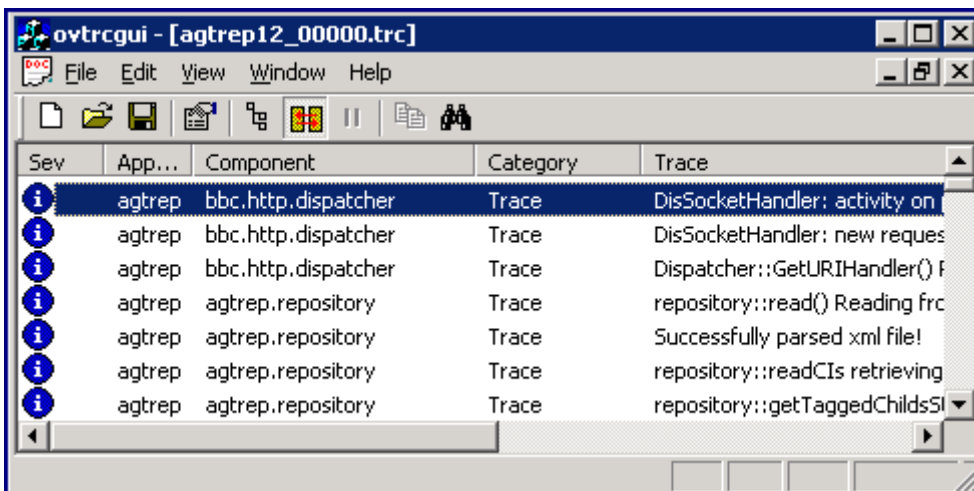 ovtrcgui - [agtrep12_00000.trc]
DOC File Edit View Window Help
Sev App... Component Category Trace
agtrep bbc.http.dispatcher Trace DisSocketHandler: activity on
agtrep bbc.http.dispatcher Trace DisSocketHandler: new reques
agtrep bbc.http.dispatcher Trace Dispatcher::GetURIHandler()
agtrep agtrep.repository Trace repository::read() Reading fro
agtrep agtrep.repository Trace Successfully parsed xml file!
agtrep agtrep.repository Trace repository::readCIs retrieving
agtrep agtrep.repository Trace repository::getTaggedChilds